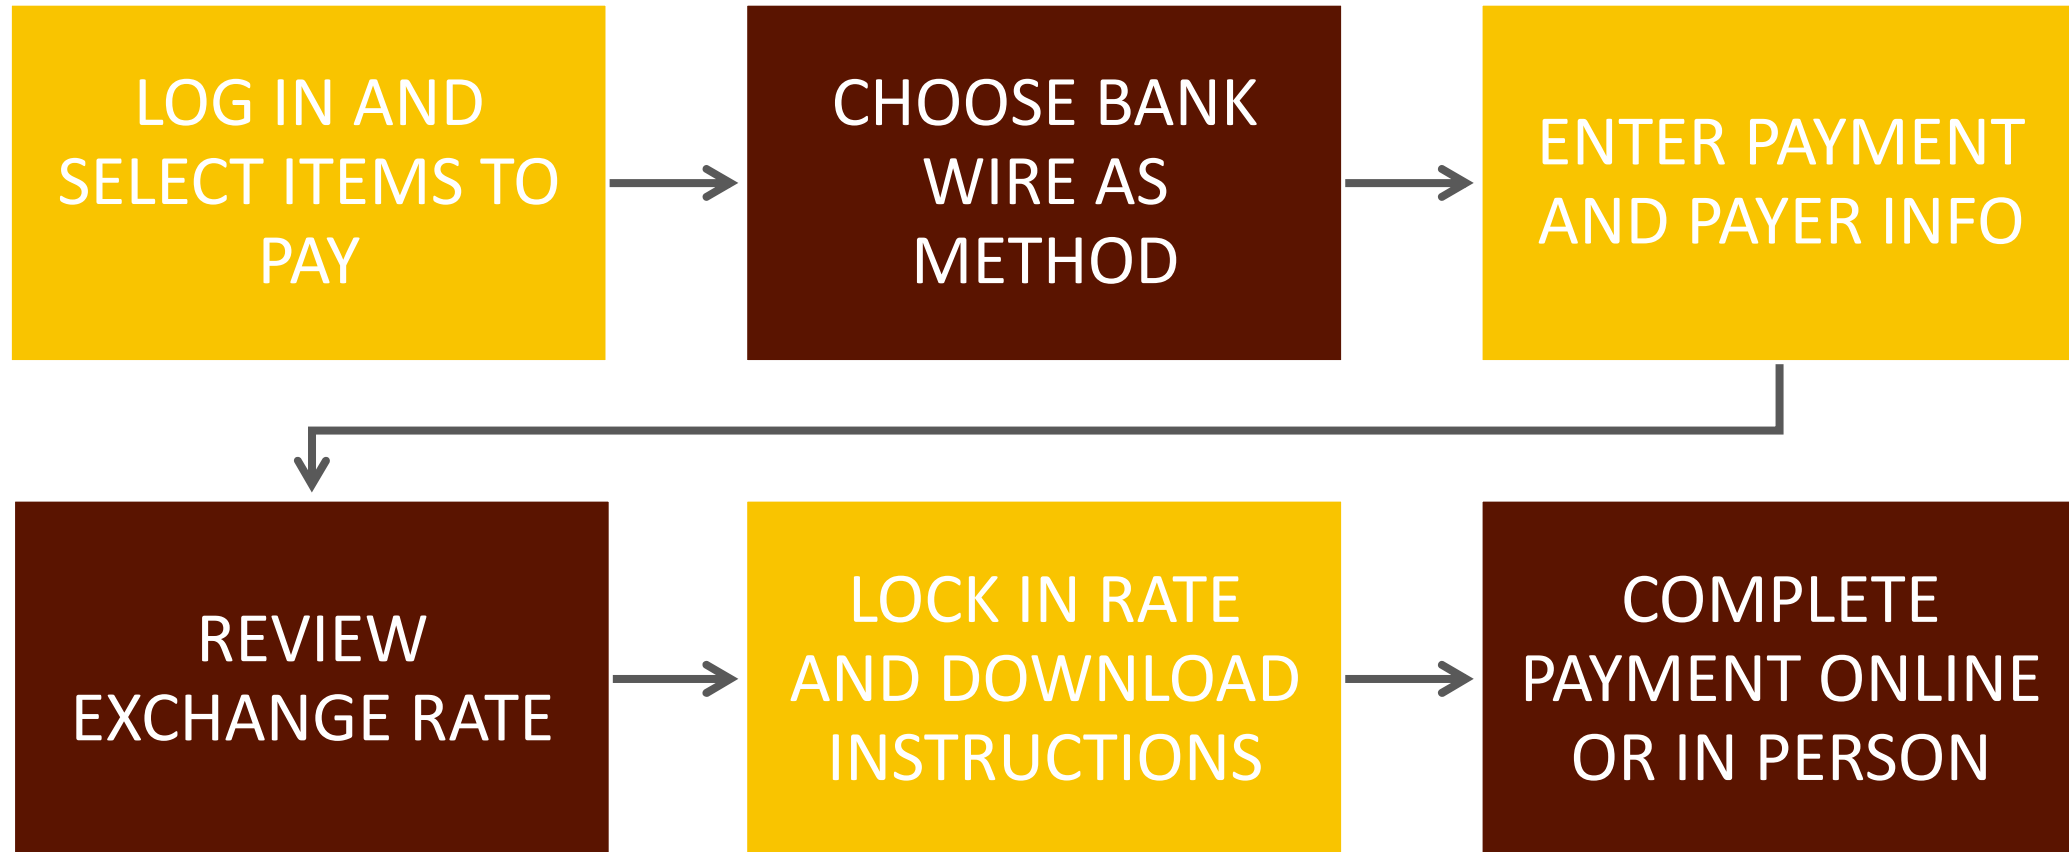 LOG IN AND
SELECT ITEMS TO
PAY
CHOOSE BANK
WIRE AS
METHOD
ENTER PAYMENT
AND PAYER INFO
REVIEW
EXCHANGE RATE
LOCK IN RATE
AND DOWNLOAD
INSTRUCTIONS
COMPLETE
PAYMENT ONLINE
OR IN PERSON